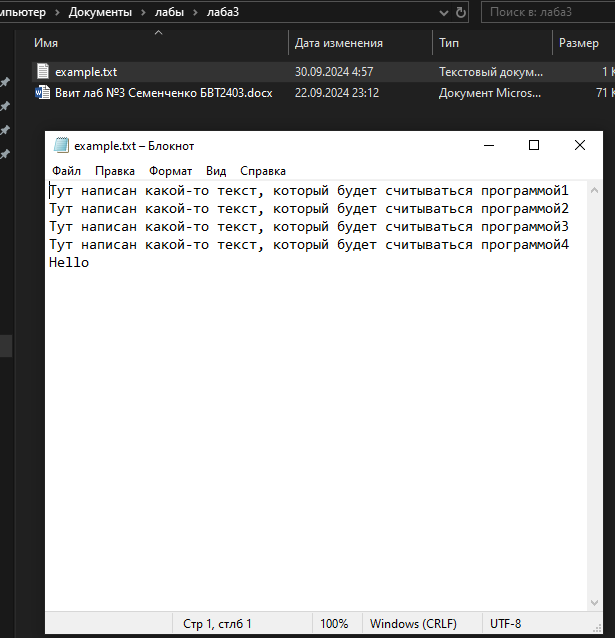 мпьютер > Документы > лабы > лаба3
Поиск в: лаба3
Имя
Дата изменения
Тип
Размер
example.txt
30.09.2024 4:57
Текстовый докум...
1 К
Ввит лаб №3 Семенченко БВТ2403.docx
22.09.2024 23:12
Документ Micros...
71 К
example.txt – Блокнот
Файл Правка Формат Вид Справка
Тут написан какой-то текст, который будет считываться программой1
Тут написан какой-то текст, который будет считываться программой2
Тут написан какой-то текст, который будет считываться программой3
Тут написан какой-то текст, который будет считываться программой4
Hello
Стр 1, стлб 1
100%
Windows (CRLF)
UTF-8